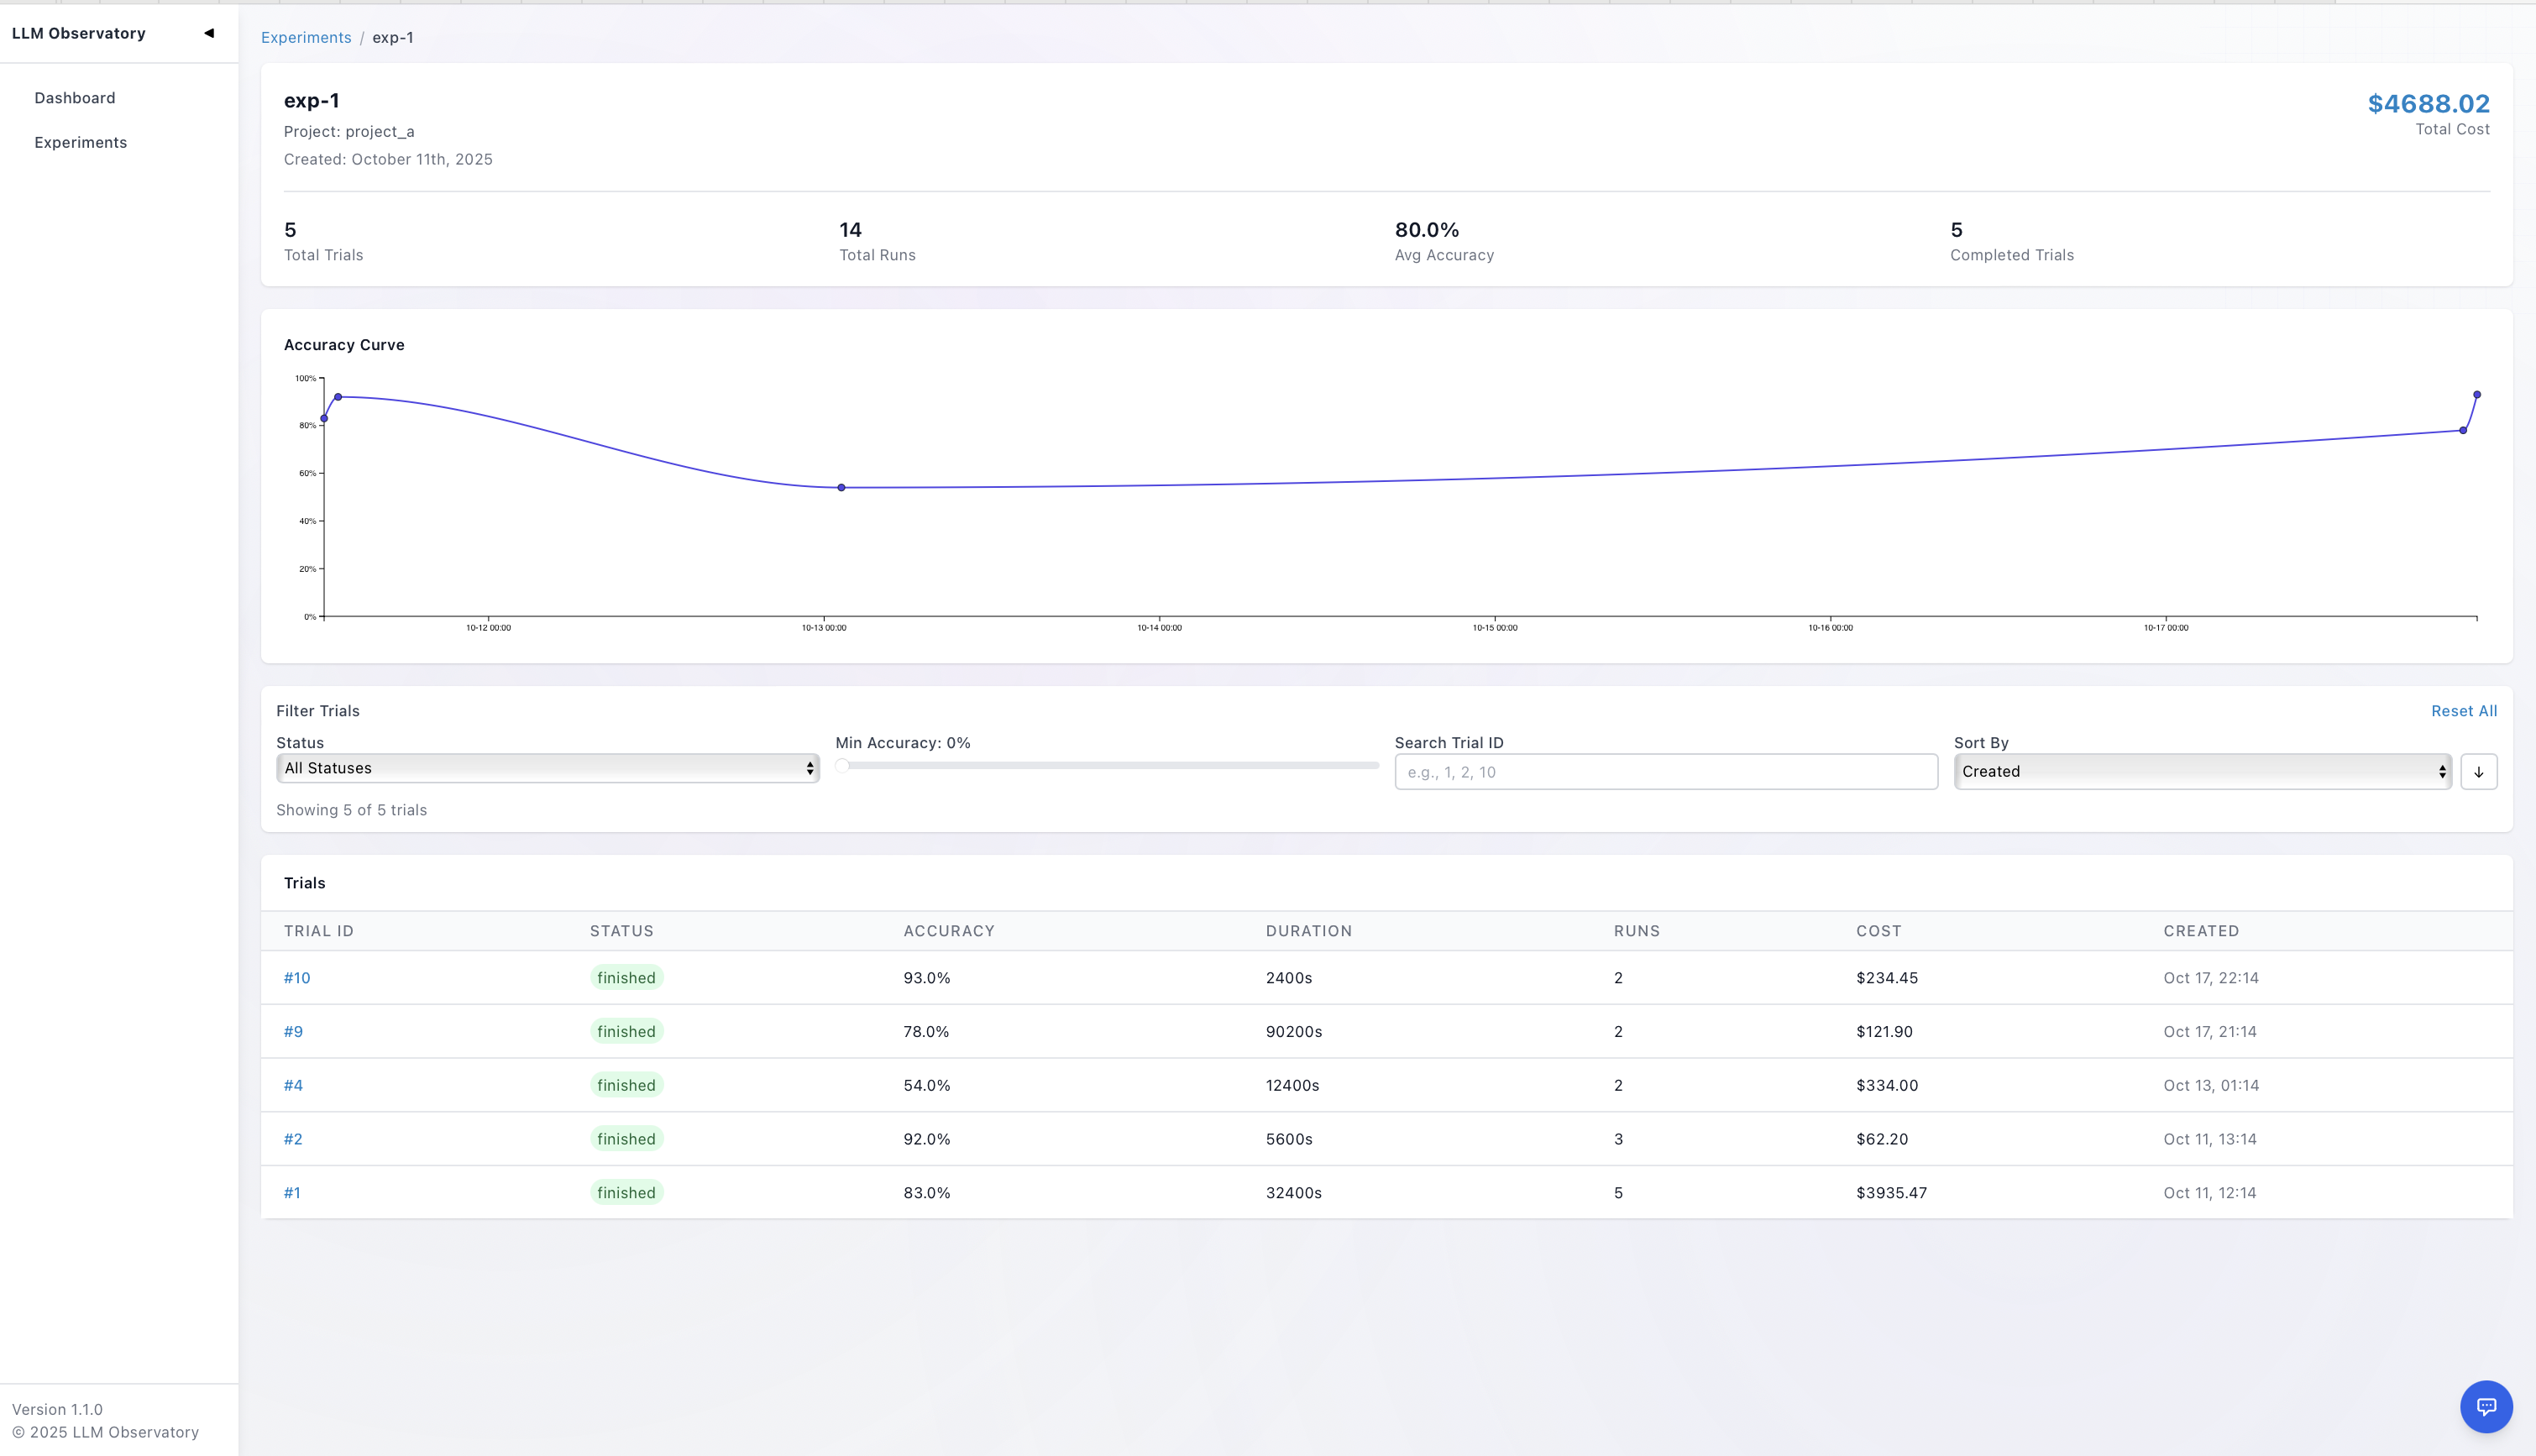 LLM Observatory ◀
Dashboard
Experiments
Experiments / exp-1
exp-1
Project: project_a
Created: October 11th, 2025
$4688.02
Total Cost
5
Total Trials
14
Total Runs
80.0%
Avg Accuracy
5
Completed Trials
Accuracy Curve
100%
80%
60%
40%
20%
0%
10-12 00:00 10-13 00:00 10-14 00:00 10-15 00:00 10-16 00:00 10-17 00:00
Filter Trials Reset All
Status
All Statuses
Min Accuracy: 0%
Search Trial ID
e.g., 1, 2, 10
Sort By
Created ↓
Showing 5 of 5 trials
Trials
TRIAL ID STATUS ACCURACY DURATION RUNS COST CREATED
#10 finished 93.0% 2400s 2 $234.45 Oct 17, 22:14
#9 finished 78.0% 90200s 2 $121.90 Oct 17, 21:14
#4 finished 54.0% 12400s 2 $334.00 Oct 13, 01:14
#2 finished 92.0% 5600s 3 $62.20 Oct 11, 13:14
#1 finished 83.0% 32400s 5 $3935.47 Oct 11, 12:14
Version 1.1.0
© 2025 LLM Observatory